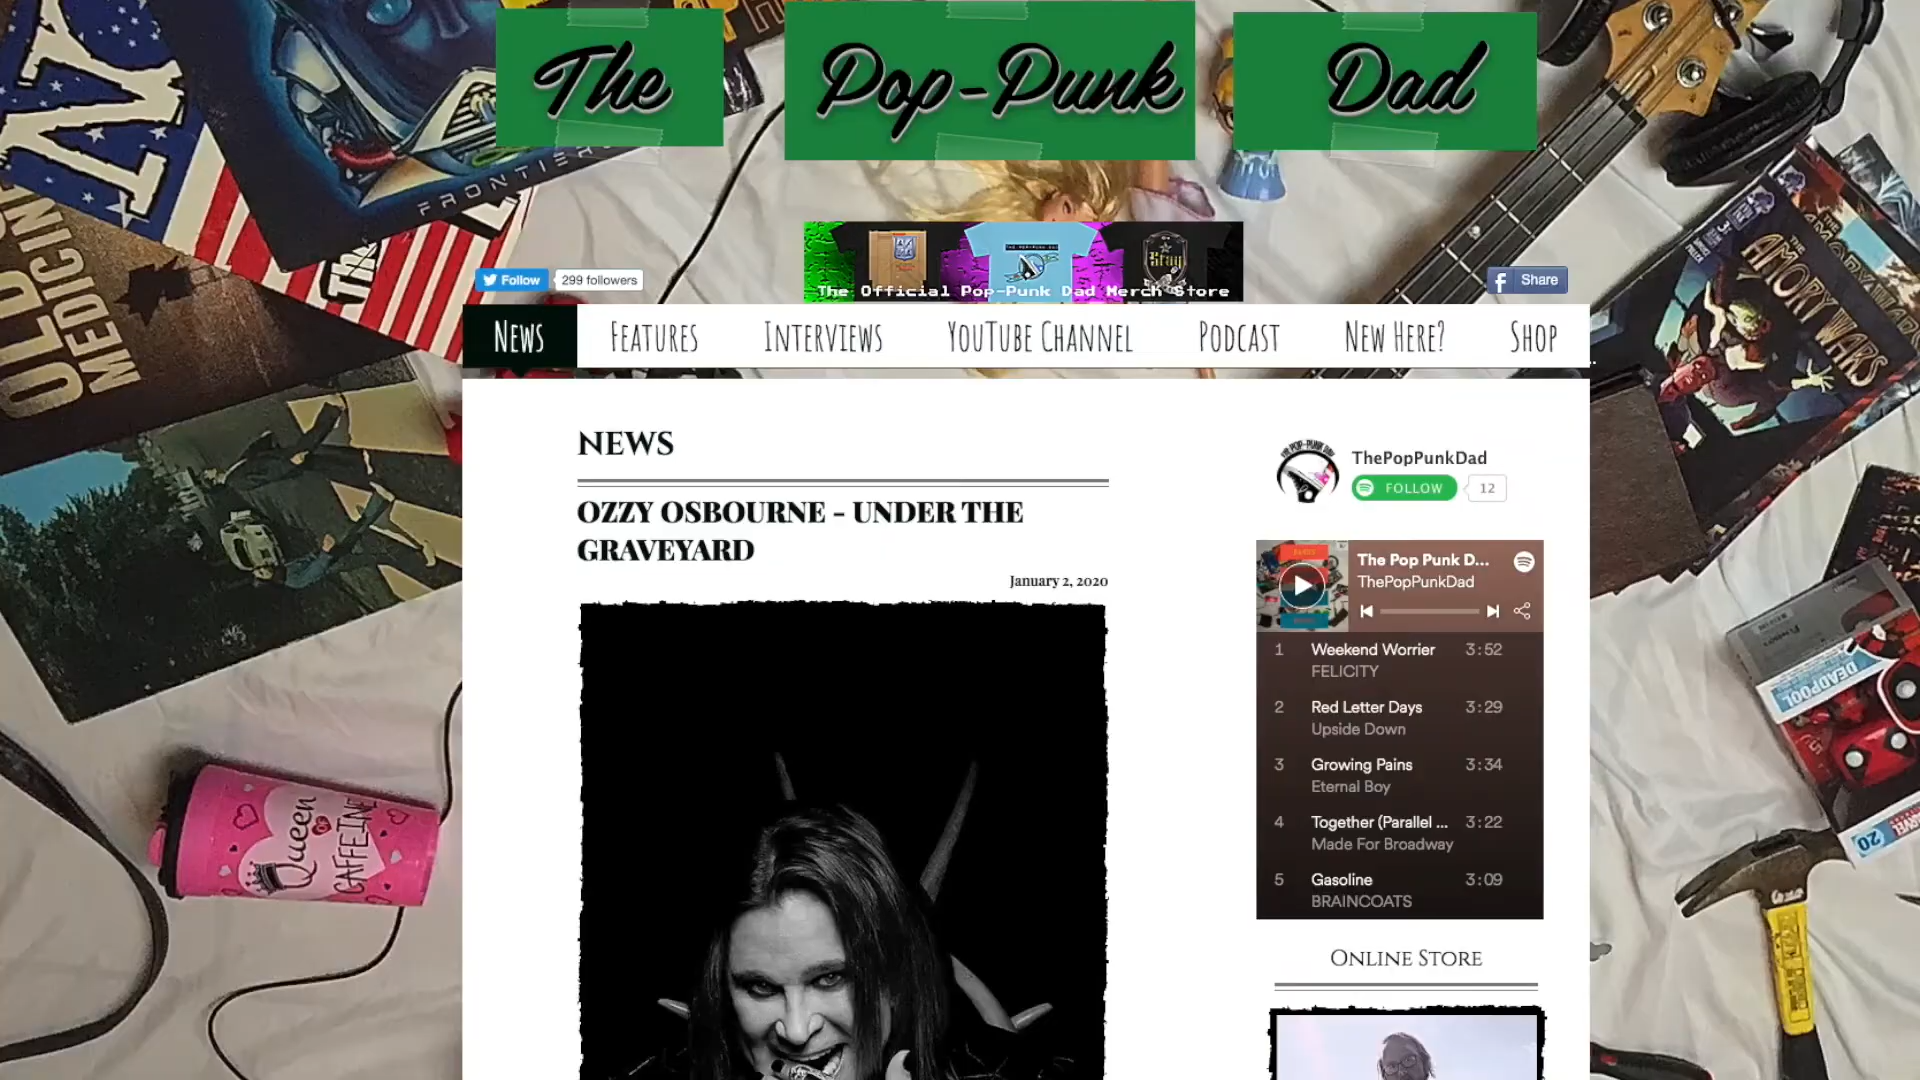 The Pop-Punk Dad
FRONTIERS
OLD
MEDICINE
The Official Pop-Punk Dad Merch Store
Follow 299 followers
Share
News Features Interviews YouTube Channel Podcast New Here? Shop
NEWS
OZZY OSBOURNE - UNDER THE
GRAVEYARD
January 2, 2020
ThePopPunkDad
FOLLOW 12
The Pop Punk D...
ThePopPunkDad
1 Weekend Worrier 3:52
FELICITY
2 Red Letter Days 3:29
Upside Down
3 Growing Pains 3:34
Eternal Boy
4 Together (Parallel ... 3:22
Made For Broadway
5 Gasoline 3:09
BRAINCOATS
Online Store
THE
AMORY WARS
DEADPOOL
20
Queen
OF
CAFFEINE